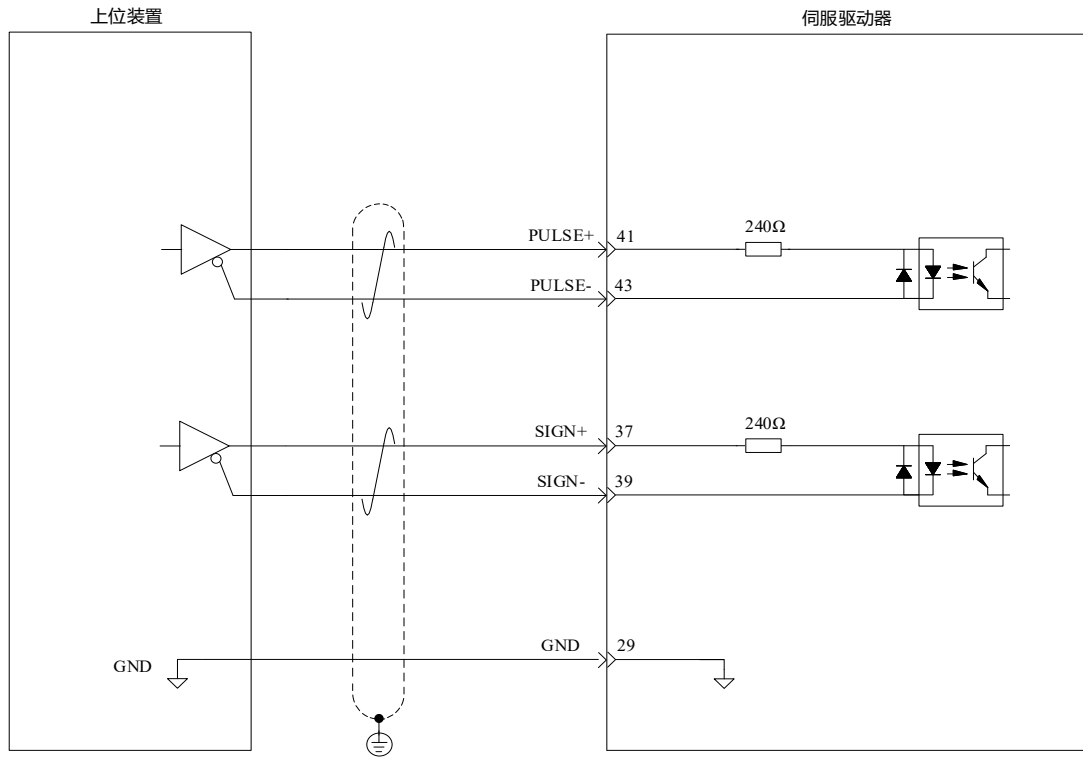 上位装置
伺服驱动器
PULSE+ 41 240Ω
PULSE- 43
SIGN+ 37 240Ω
SIGN- 39
GND GND 29